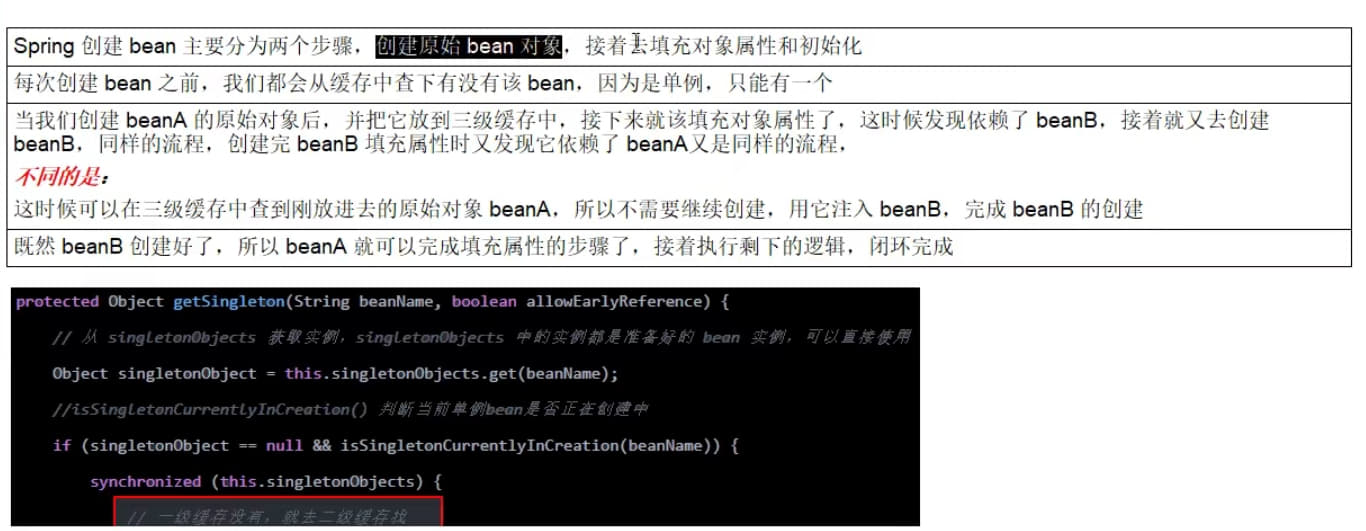 Spring 创建 bean 主要分为两个步骤，创建原始 bean 对象，接着去填充对象属性和初始化
每次创建 bean 之前，我们都会从缓存中查下有没有该 bean，因为是单例，只能有一个
当我们创建 beanA 的原始对象后，并把它放到三级缓存中，接下来就该填充对象属性了，这时候发现依赖了 beanB，接着就又去创建
beanB，同样的流程，创建完 beanB 填充属性时又发现它依赖了 beanA又是同样的流程，
不同的是：
这时候可以在三级缓存中查到刚放进去的原始对象 beanA，所以不需要继续创建，用它注入 beanB，完成 beanB 的创建
既然 beanB 创建好了，所以 beanA 就可以完成填充属性的步骤了，接着执行剩下的逻辑，闭环完成
protected Object getSingleton(String beanName, boolean allowEarlyReference) {
// 从 singletonObjects 获取实例，singletonObjects 中的实例都是准备好的 bean 实例，可以直接使用
Object singletonObject = this.singletonObjects.get(beanName);
//isSingletonCurrentlyInCreation() 判断当前单例bean是否正在创建中
if (singletonObject == null && isSingletonCurrentlyInCreation(beanName)) {
synchronized (this.singletonObjects) {
// 一级缓存没有，就去二级缓存找